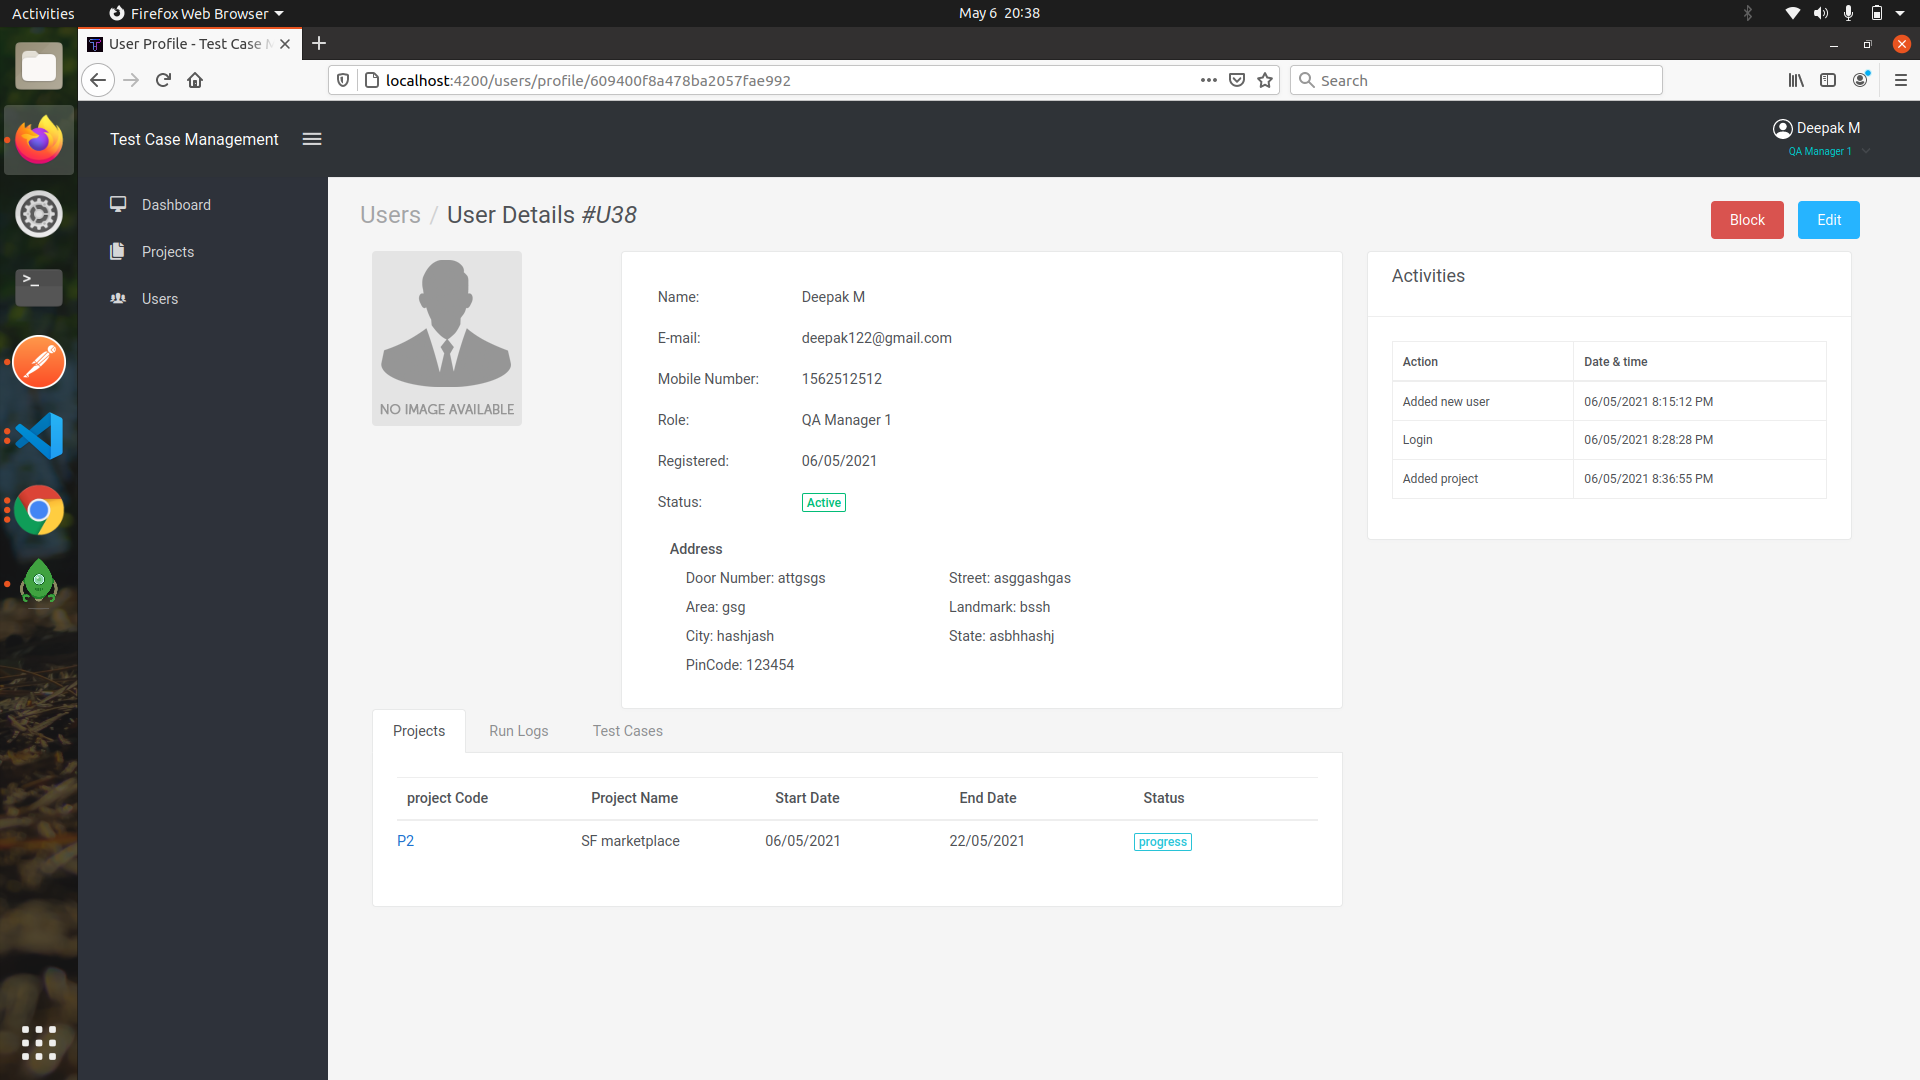 Activities
Firefox Web Browser
May 6 20:38
User Profile - Test Case M
localhost:4200/users/profile/609400f8a478ba2057fae992
Search
Test Case Management
Deepak M
QA Manager 1
Dashboard
Projects
Users
Users / User Details #U38
Block
Edit
NO IMAGE AVAILABLE
Name: Deepak M
E-mail: deepak122@gmail.com
Mobile Number: 1562512512
Role: QA Manager 1
Registered: 06/05/2021
Status: Active
Address
Door Number: attgsgs Street: asggashgas
Area: gsg Landmark: bssh
City: hashjash State: asbhhashj
PinCode: 123454
Activities
Action Date & time
Added new user 06/05/2021 8:15:12 PM
Login 06/05/2021 8:28:28 PM
Added project 06/05/2021 8:36:55 PM
Projects Run Logs Test Cases
project Code Project Name Start Date End Date Status
P2 SF marketplace 06/05/2021 22/05/2021 progress